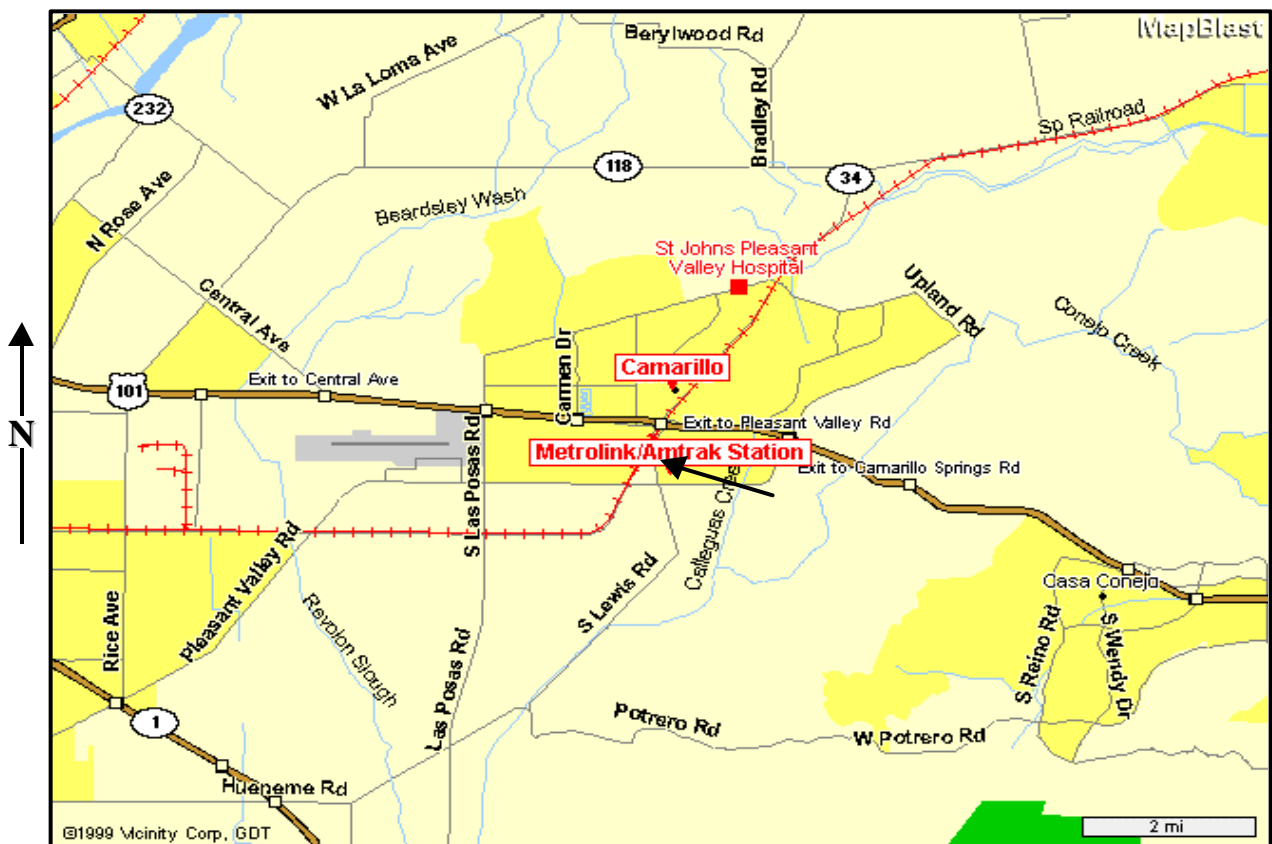 MapBlast
Berylwood Rd
W La Loma Ave
232
Bradley Rd
Sp Railroad
118
34
N Rose Ave
Beardsley Wash
St Johns Pleasant
Valley Hospital
Upland Rd
Central Ave
Conejo Creek
Carmen Dr
Camarillo
101
Exit to Central Ave
N
Exit to Pleasant Valley Rd
Metrolink/Amtrak Station
Exit to Camarillo Springs Rd
S Las Posas Rd
Calleguas Cree
Pleasant Valley Rd
S Lewis Rd
Casa Conejo
Rice Ave
Revolon Slough
S Reino Rd
S Wendy Dr
Las Posas Rd
1
Potrero Rd
W Potrero Rd
Hueneme Rd
©1999 Vicinity Corp, GDT
2 mi